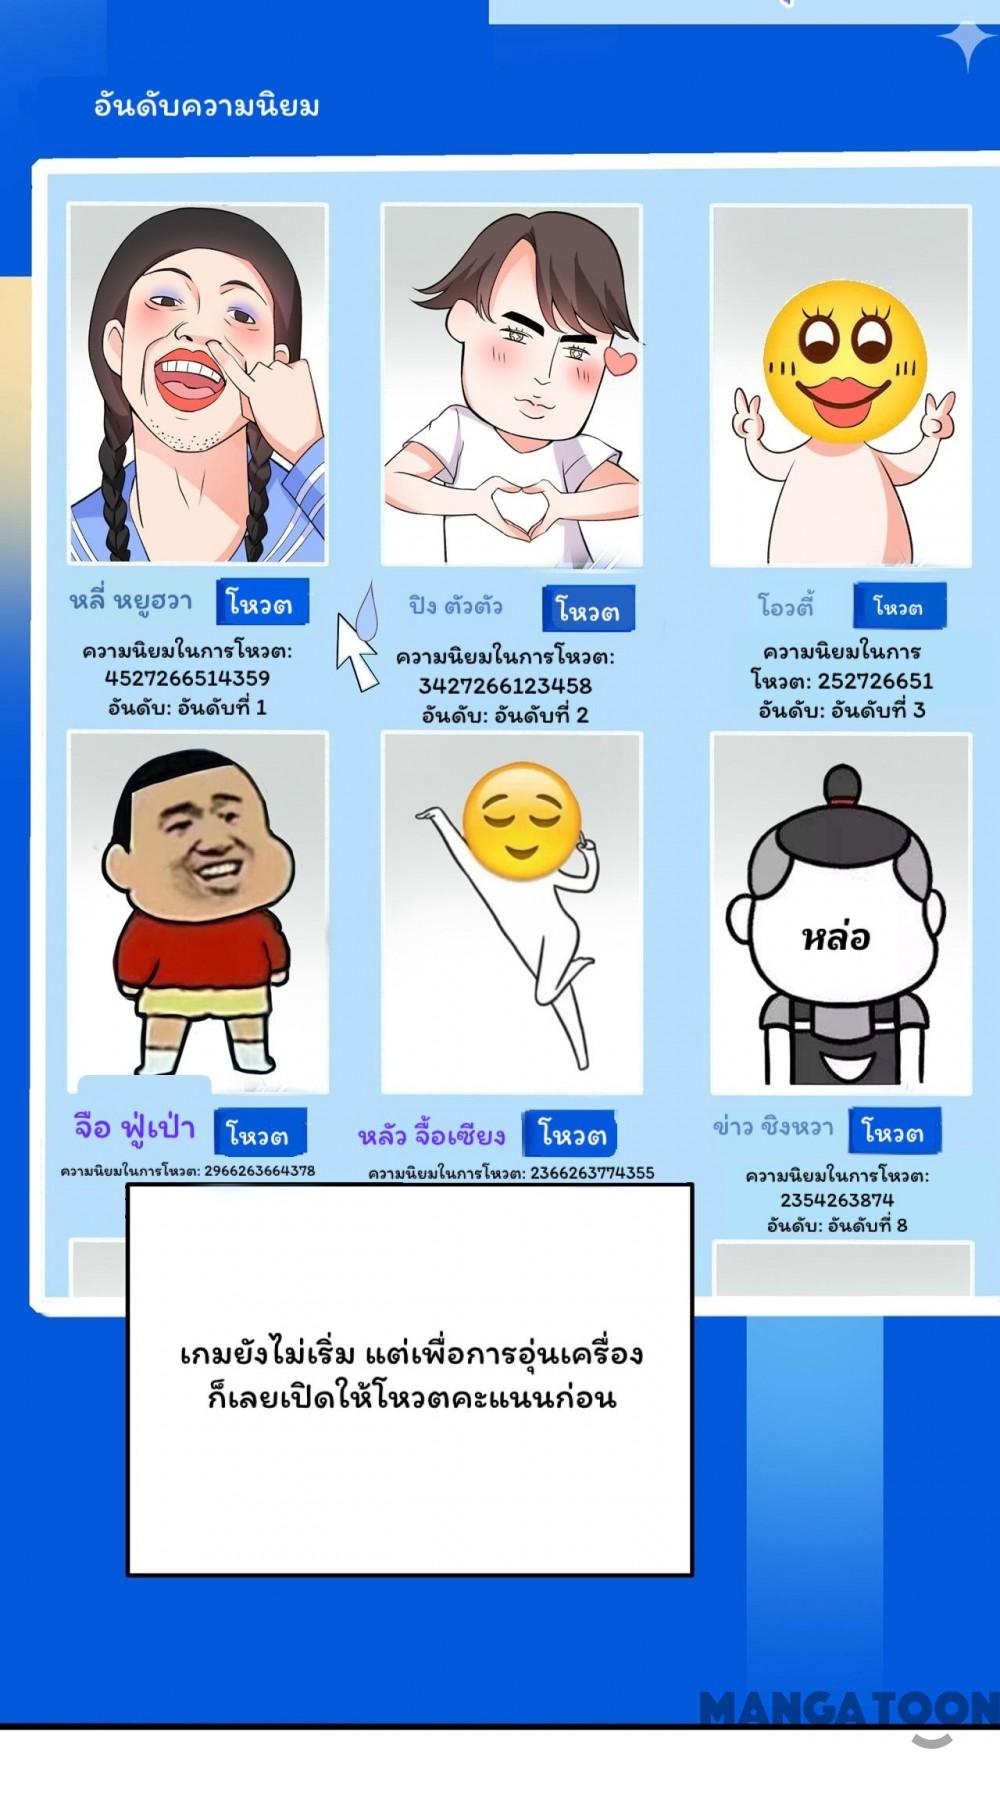 อันดับความนิยม
หลี่ หยูฮวา
โหวต
ปิง ตัวตัว
โหวต
โอวตี้
โหวต
ความนิยมในการโหวต:
4527266514359
อันดับ: อันดับที่ 1
ความนิยมในการโหวต:
3427266123458
อันดับ: อันดับที่ 2
ความนิยมในการ
โหวต: 252726651
อันดับ: อันดับที่ 3
หล่อ
จือ ฟู่เป่า
โหวต
หลัว จื้อเซียง
โหวต
ข่าว ชิงหวา
โหวต
ความนิยมในการโหวต: 2966263664378
ความนิยมในการโหวต: 2366263774355
ความนิยมในการโหวต:
2354263874
อันดับ: อันดับที่ 8
เกมยังไม่เริ่ม แต่เพื่อการอุ่นเครื่อง
ก็เลยเปิดให้โหวตคะแนนก่อน
MANGATOON